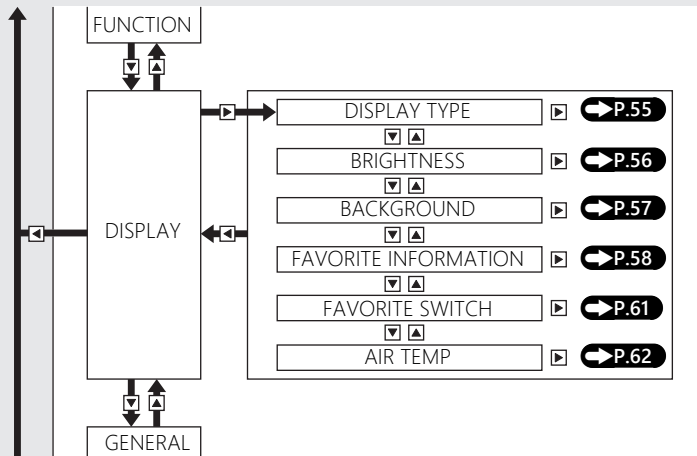 FUNCTION
DISPLAY
DISPLAY TYPE P.55
BRIGHTNESS P.56
BACKGROUND P.57
FAVORITE INFORMATION P.58
FAVORITE SWITCH P.61
AIR TEMP P.62
GENERAL